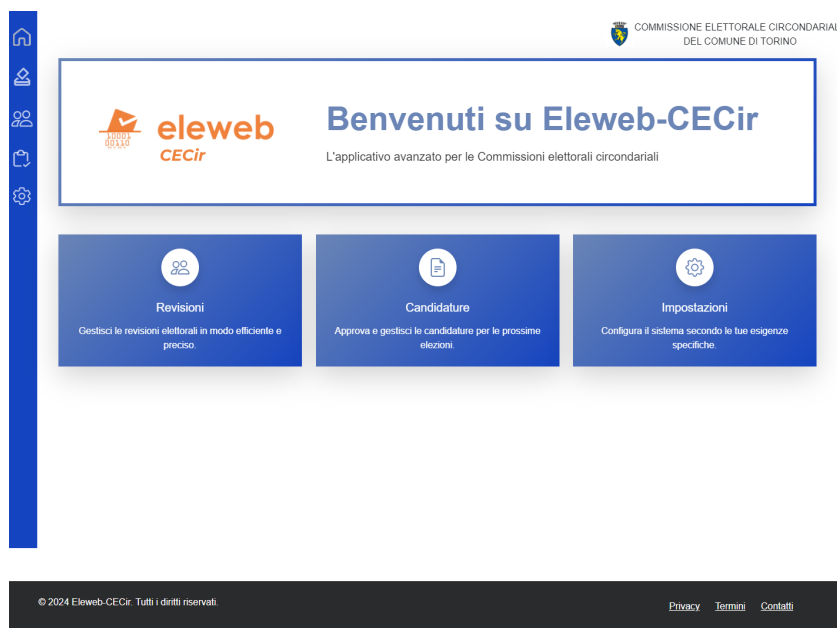 COMMISSIONE ELETTORALE CIRCONDARIAL
DEL COMUNE DI TORINO
eleweb
CECir
Benvenuti su Eleweb-CECir
L'applicativo avanzato per le Commissioni elettorali circondariali
Revisioni
Gestisci le revisioni elettorali in modo efficiente e
preciso.
Candidature
Approva e gestisci le candidature per le prossime
elezioni.
Impostazioni
Configura il sistema secondo le tue esigenze
specifiche.
© 2024 Eleweb-CECir. Tutti i diritti riservati.
Privacy Termini Contatti